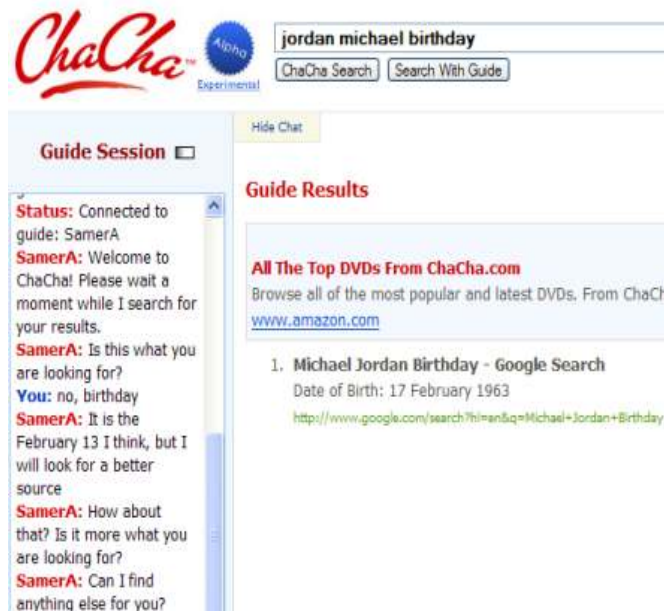 ChaCha™
Alpha
Experimental
jordan michael birthday
ChaCha Search
Search With Guide
Hide Chat
Guide Session
Status: Connected to
guide: SamerA
SamerA: Welcome to
ChaCha! Please wait a
moment while I search for
your results.
SamerA: Is this what you
are looking for?
You: no, birthday
SamerA: It is the
February 13 I think, but I
will look for a better
source
SamerA: How about
that? Is it more what you
are looking for?
SamerA: Can I find
anything else for you?
Guide Results
All The Top DVDs From ChaCha.com
Browse all of the most popular and latest DVDs. From ChaCh
www.amazon.com
1. Michael Jordan Birthday - Google Search
Date of Birth: 17 February 1963
http://www.google.com/search?hl=en&q=Michael+Jordan+Birthday